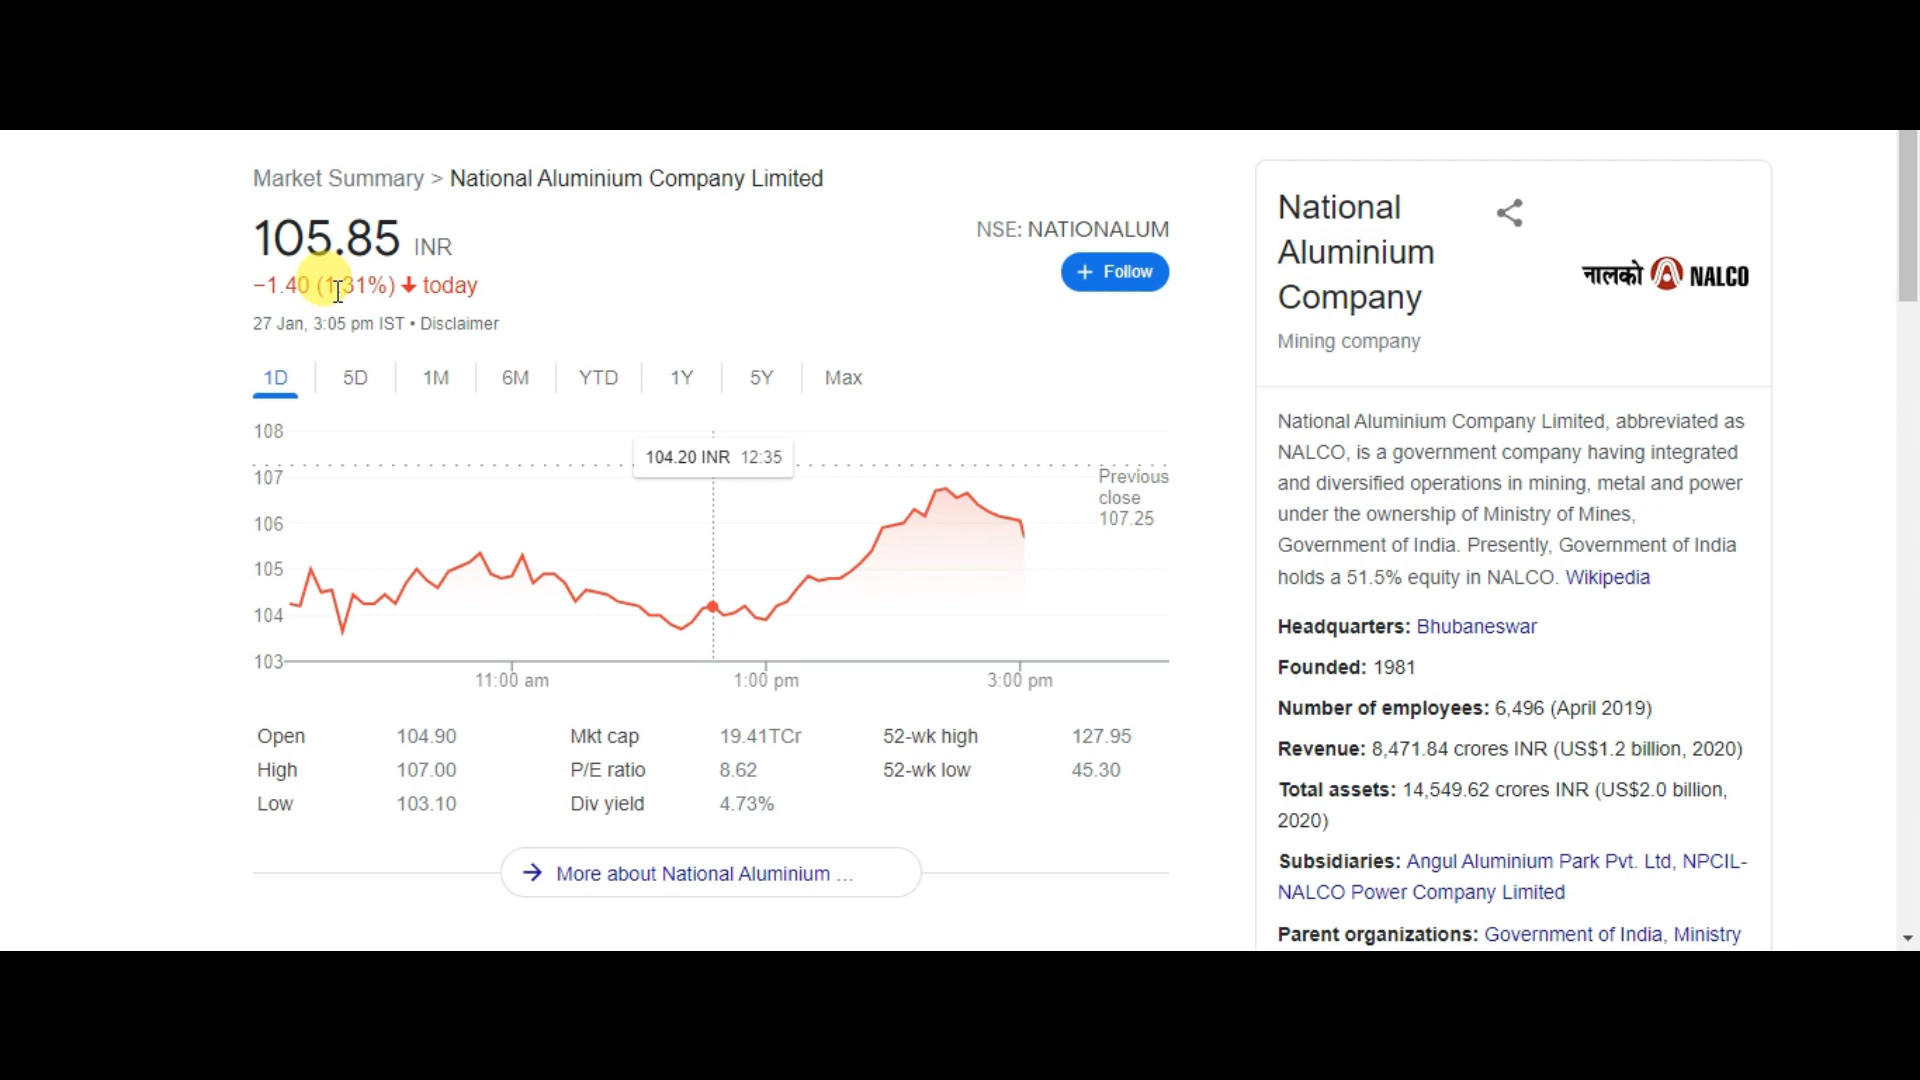 Market Summary > National Aluminium Company Limited
105.85 INR
−1.40 (1.31%) ↓ today
27 Jan, 3:05 pm IST • Disclaimer
NSE: NATIONALUM
+ Follow
1D 5D 1M 6M YTD 1Y 5Y Max
108
107
106
105
104
103
104.20 INR 12:35
Previous
close
107.25
11:00 am 1:00 pm 3:00 pm
Open 104.90 Mkt cap 19.41TCr 52-wk high 127.95
High 107.00 P/E ratio 8.62 52-wk low 45.30
Low 103.10 Div yield 4.73%
→ More about National Aluminium ...
National
Aluminium
Company
Mining company
नालको NALCO
National Aluminium Company Limited, abbreviated as
NALCO, is a government company having integrated
and diversified operations in mining, metal and power
under the ownership of Ministry of Mines,
Government of India. Presently, Government of India
holds a 51.5% equity in NALCO. Wikipedia
Headquarters: Bhubaneswar
Founded: 1981
Number of employees: 6,496 (April 2019)
Revenue: 8,471.84 crores INR (US$1.2 billion, 2020)
Total assets: 14,549.62 crores INR (US$2.0 billion,
2020)
Subsidiaries: Angul Aluminium Park Pvt. Ltd, NPCIL-
NALCO Power Company Limited
Parent organizations: Government of India, Ministry